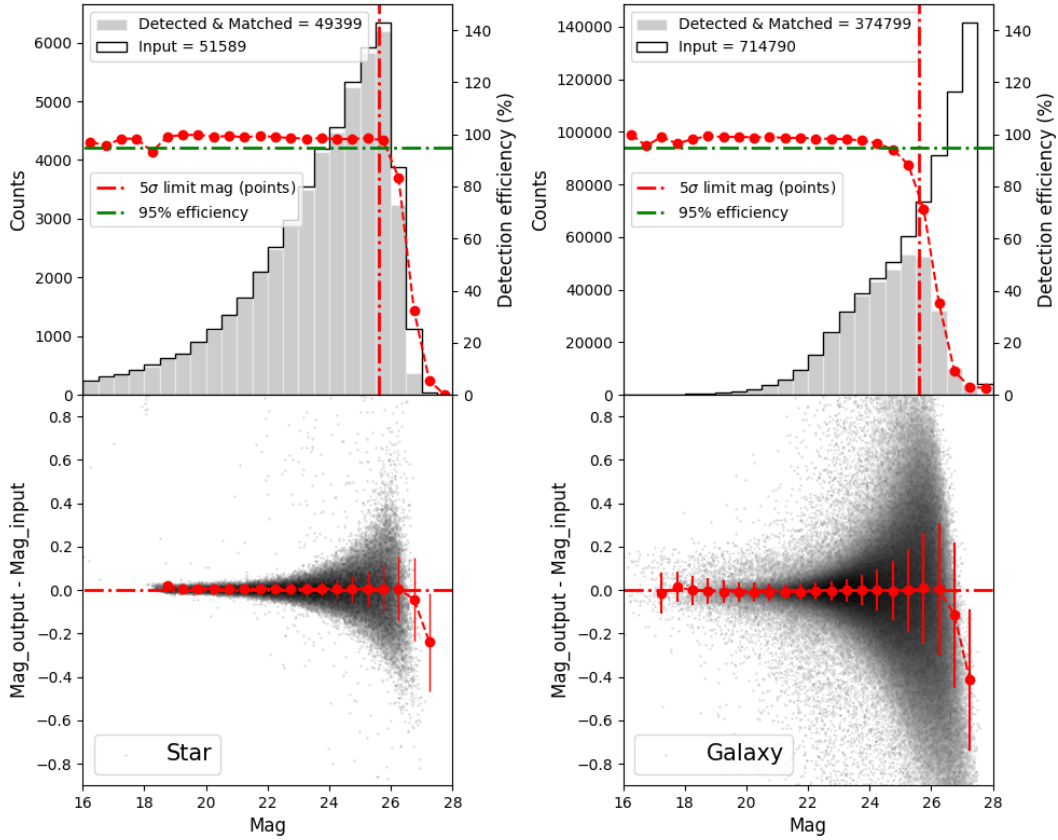 Detected & Matched = 49399
Input = 51589
5σ limit mag (points)
95% efficiency
Counts
0
1000
2000
3000
4000
5000
6000
Detection efficiency (%)
0
20
40
60
80
100
120
140
Detected & Matched = 374799
Input = 714790
5σ limit mag (points)
95% efficiency
Counts
0
20000
40000
60000
80000
100000
120000
140000
Detection efficiency (%)
0
20
40
60
80
100
120
140
Mag_output - Mag_input
0.8
0.6
0.4
0.2
0.0
−0.2
−0.4
−0.6
−0.8
Star
16 18 20 22 24 26 28
Mag
Mag_output - Mag_input
0.8
0.6
0.4
0.2
0.0
−0.2
−0.4
−0.6
−0.8
Galaxy
16 18 20 22 24 26 28
Mag